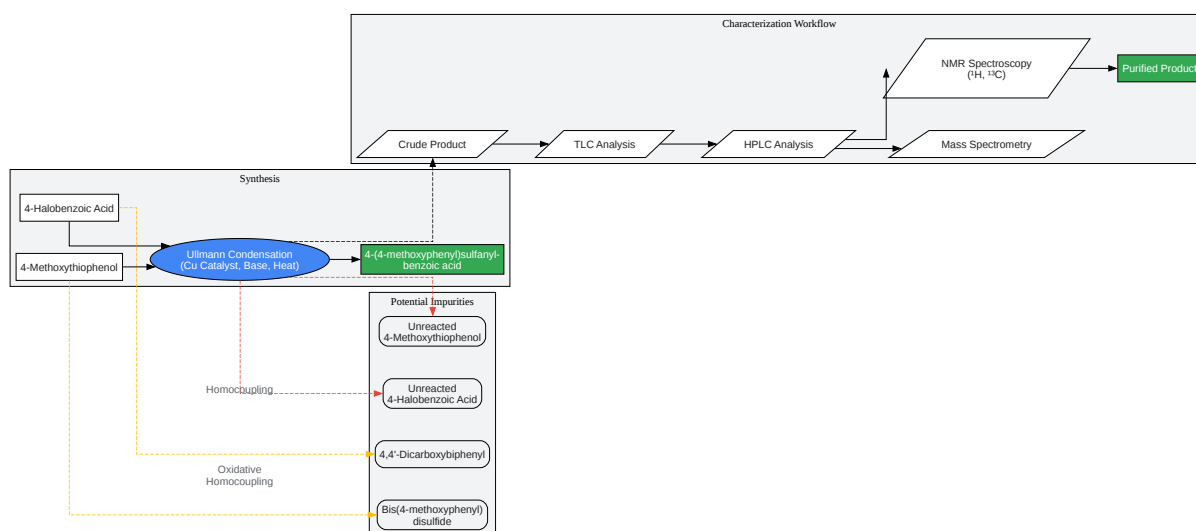 Characterization Workflow
NMR Spectroscopy
(¹H, ¹³C)
Purified Product
Crude Product
TLC Analysis
HPLC Analysis
Mass Spectrometry
Synthesis
4-Halobenzoic Acid
4-Methoxythiophenol
Ullmann Condensation
(Cu Catalyst, Base, Heat)
4-(4-methoxyphenyl)sulfanyl-
benzoic acid
Potential Impurities
Unreacted
4-Methoxythiophenol
Homocoupling
Unreacted
4-Halobenzoic Acid
4,4'-Dicarboxybiphenyl
Oxidative
Homocoupling
Bis(4-methoxyphenyl)
disulfide